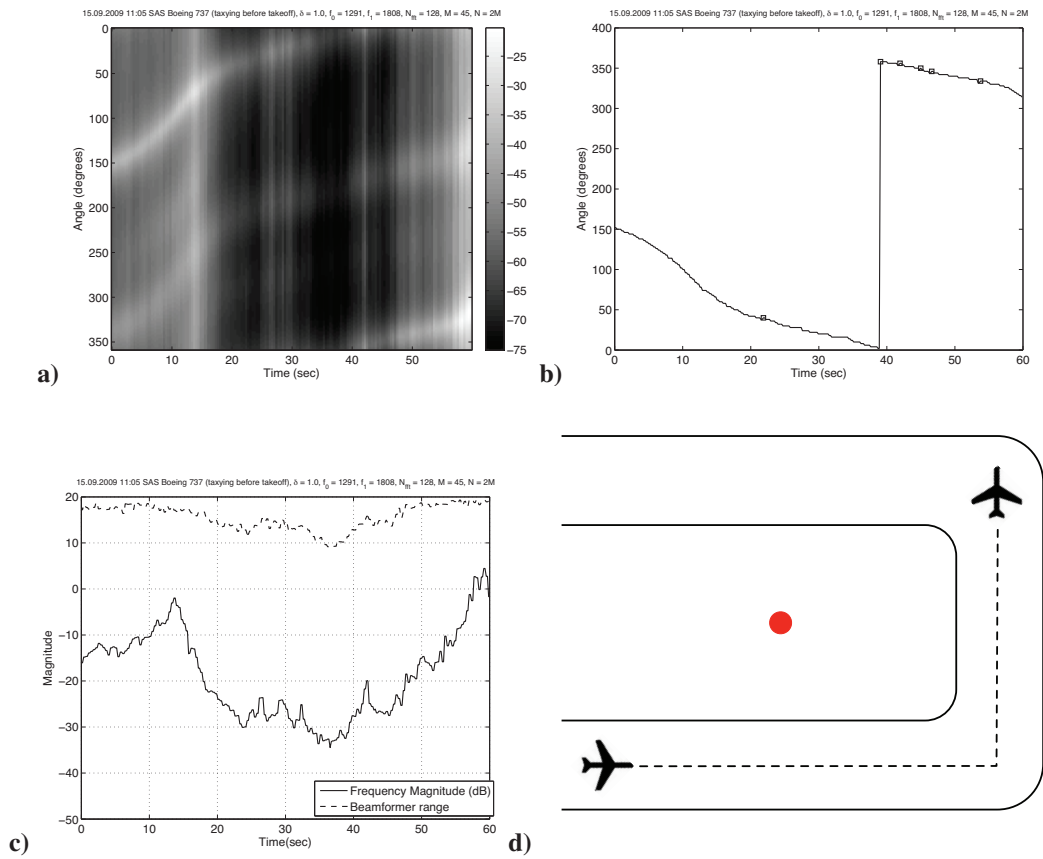 15.09.2009 11:05 SAS Boeing 737 (taxying before takeoff), δ = 1.0, f0 = 1291, f1 = 1808, Nfft = 128, M = 45, N = 2M
0
50
100
150
200
250
300
350
Angle (degrees)
0 10 20 30 40 50
Time (sec)
−20
−25
−30
−35
−40
−45
−50
−55
−60
−65
−70
−75
a)
15.09.2009 11:05 SAS Boeing 737 (taxying before takeoff), δ = 1.0, f0 = 1291, f1 = 1808, Nfft = 128, M = 45, N = 2M
400
350
300
250
200
150
100
50
0
Angle (degrees)
0 10 20 30 40 50 60
Time (sec)
b)
15.09.2009 11:05 SAS Boeing 737 (taxying before takeoff), δ = 1.0, f0 = 1291, f1 = 1808, Nfft = 128, M = 45, N = 2M
20
10
0
−10
−20
−30
−40
−50
Magnitude
Frequency Magnitude (dB)
Beamformer range
0 10 20 30 40 50 60
Time(sec)
c)
d)